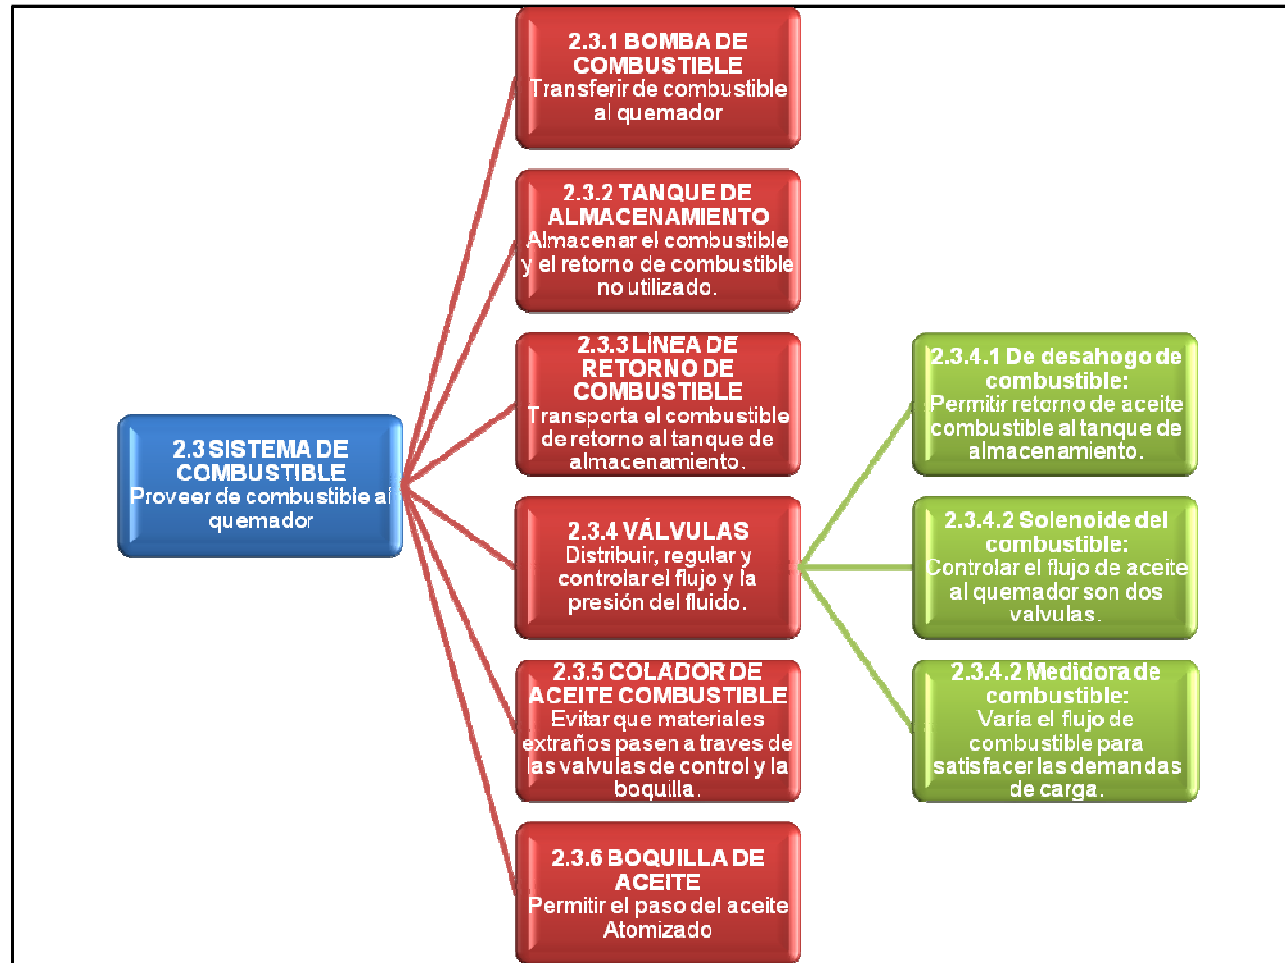 2.3 SISTEMA DE
COMBUSTIBLE
Proveer de combustible al
quemador
2.3.1 BOMBA DE
COMBUSTIBLE
Transferir de combustible
al quemador
2.3.2 TANQUE DE
ALMACENAMIENTO
Almacenar el combustible
y el retorno de combustible
no utilizado.
2.3.3 LÍNEA DE
RETORNO DE
COMBUSTIBLE
Transporta el combustible
de retorno al tanque de
almacenamiento.
2.3.4 VÁLVULAS
Distribuir, regular y
controlar el flujo y la
presión del fluido.
2.3.5 COLADOR DE
ACEITE COMBUSTIBLE
Evitar que materiales
extraños pasen a traves de
las valvulas de control y la
boquilla.
2.3.6 BOQUILLA DE
ACEITE
Permitir el paso del aceite
Atomizado
2.3.4.1 De desahogo de
combustible:
Permitir retorno de aceite
combustible al tanque de
almacenamiento.
2.3.4.2 Solenoide del
combustible:
Controlar el flujo de aceite
al quemador son dos
valvulas.
2.3.4.2 Medidora de
combustible:
Varía el flujo de
combustible para
satisfacer las demandas
de carga.